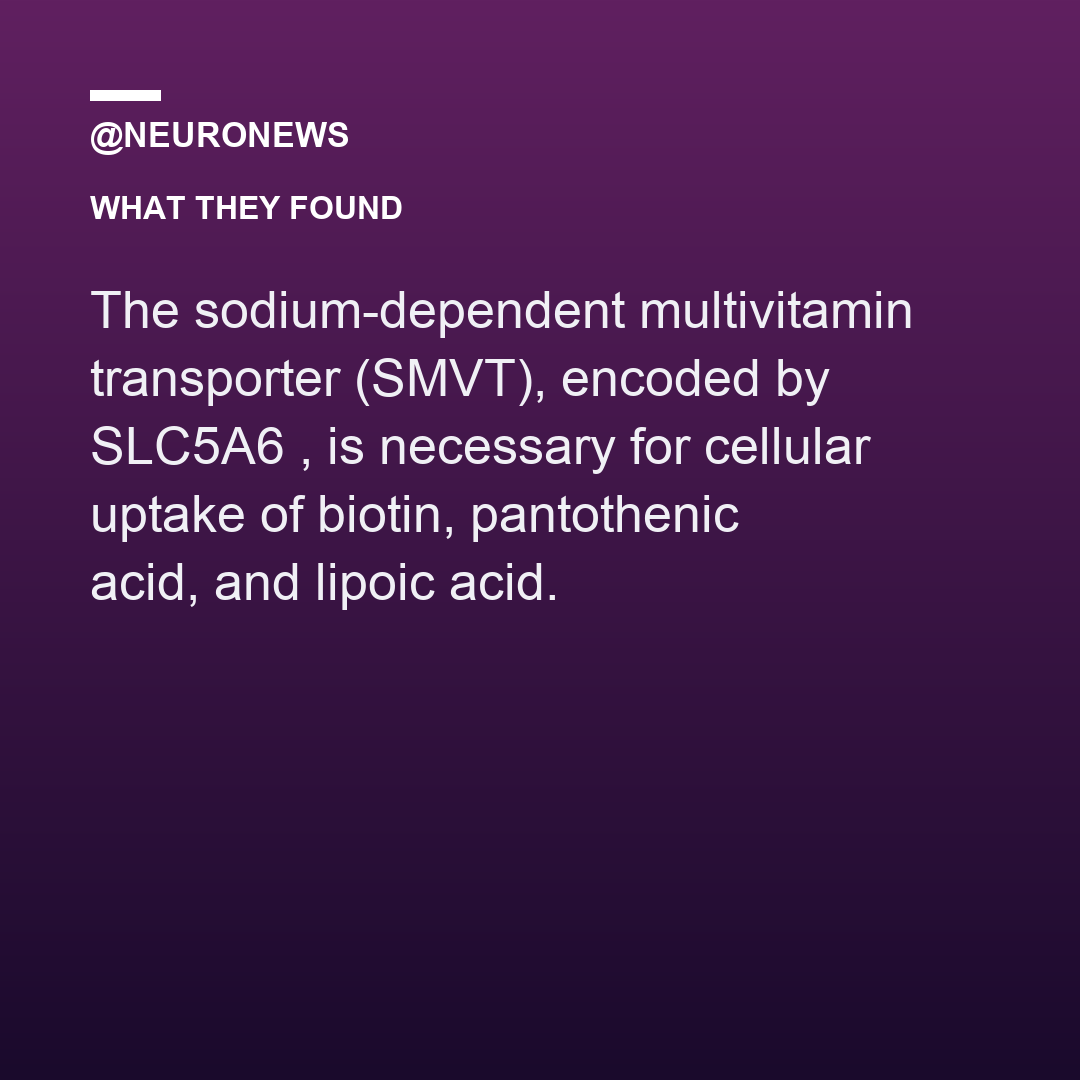 @NEURONEWS
WHAT THEY FOUND
The sodium-dependent multivitamin
transporter (SMVT), encoded by
SLC5A6 , is necessary for cellular
uptake of biotin, pantothenic
acid, and lipoic acid.